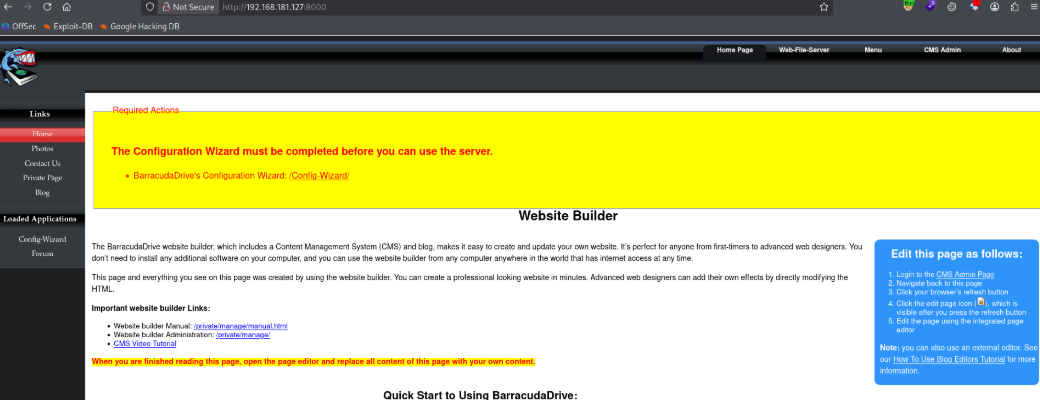 Not Secure http://192.168.181.127:8000
OffSec Exploit-DB Google Hacking DB
Home Page Web-File-Server Menu CMS Admin About
Links
Home
Photos
Contact Us
Private Page
Blog
Loaded Applications
Config-Wizard
Forum
Required Actions
The Configuration Wizard must be completed before you can use the server.
BarracudaDrive's Configuration Wizard: /Config-Wizard/
Website Builder
The BarracudaDrive website builder, which includes a Content Management System (CMS) and blog, makes it easy to create and update your own website. It's perfect for anyone from first-timers to advanced web designers. You
don't need to install any additional software on your computer, and you can use the website builder from any computer anywhere in the world that has internet access at any time.
This page and everything you see on this page was created by using the website builder. You can create a professional looking website in minutes. Advanced web designers can add their own effects by directly modifying the
HTML.
Important website builder Links:
Website builder Manual: /private/manage/manual.html
Website builder Administration: /private/manage/
CMS Video Tutorial
When you are finished reading this page, open the page editor and replace all content of this page with your own content.
Edit this page as follows:
1. Login to the CMS Admin Page
2. Navigate back to this page
3. Click your browser's refresh button
4. Click the edit page icon ( ), which is
visible after you press the refresh button
5. Edit the page using the integrated page
editor
Note: you can also use an external editor. See
our How To Use Blog Editors Tutorial for more
information.
Quick Start to Using BarracudaDrive: